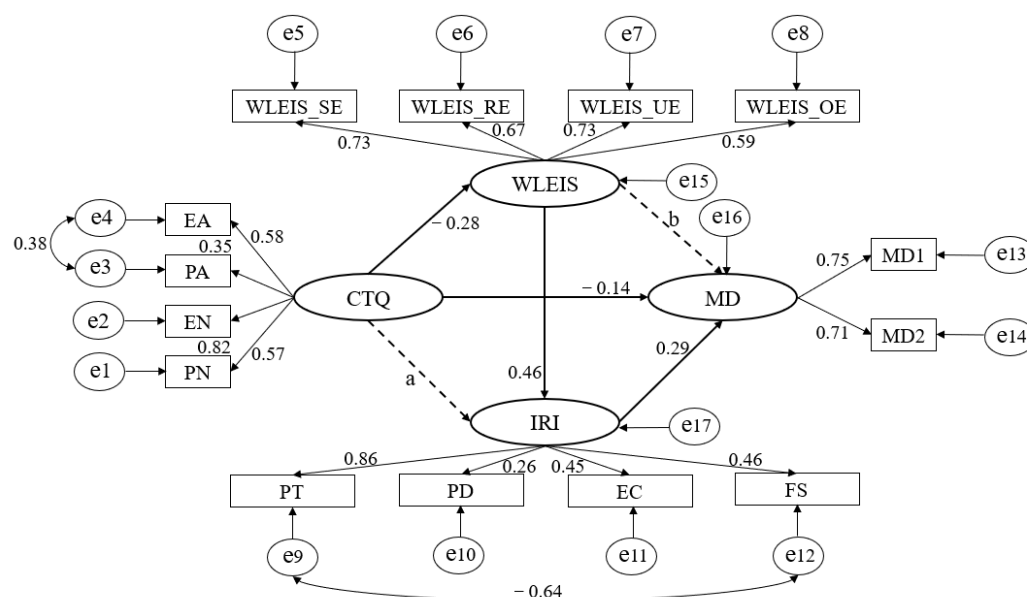 e5 e6 e7 e8
WLEIS_SE WLEIS_RE WLEIS_UE WLEIS_OE
0.73 0.67 0.73 0.59
WLEIS e15
e4 EA − 0.28 b e16
0.38 0.35 0.58
e3 PA 0.75 MD1 e13
CTQ − 0.14 MD
e2 EN
0.82 0.57 0.71 MD2 e14
e1 PN a 0.46 0.29
IRI e17
0.86 0.26 0.45 0.46
PT PD EC FS
e9 e10 e11 e12
− 0.64